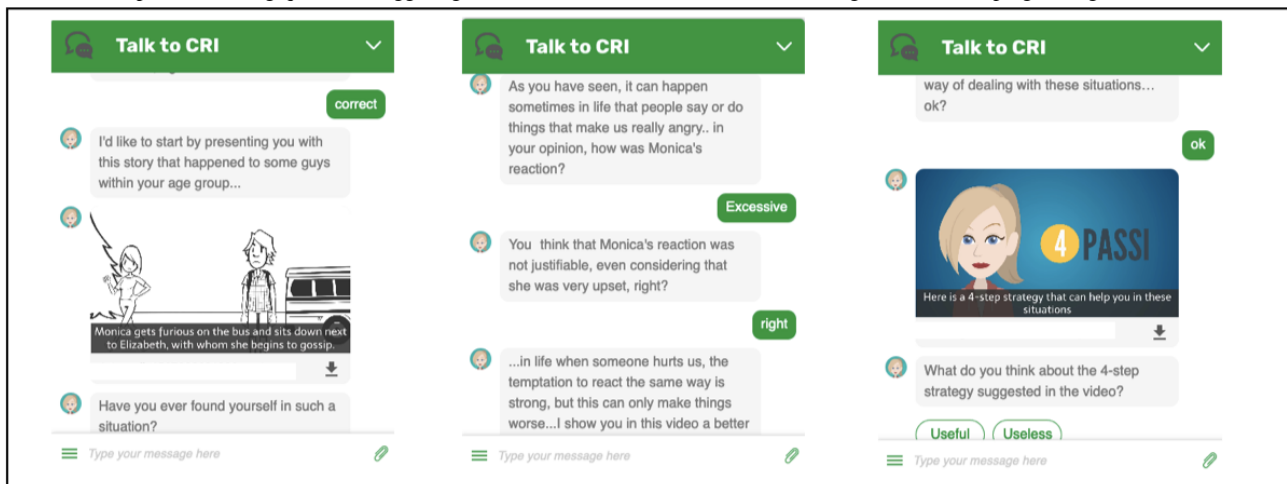 Talk to CRI
correct
I'd like to start by presenting you with
this story that happened to some guys
within your age group...
Monica gets furious on the bus and sits down next
to Elizabeth, with whom she begins to gossip.
Have you ever found yourself in such a
situation?
Type your message here
Talk to CRI
As you have seen, it can happen
sometimes in life that people say or do
things that make us really angry.. in
your opinion, how was Monica's
reaction?
Excessive
You think that Monica's reaction was
not justifiable, even considering that
she was very upset, right?
right
...in life when someone hurts us, the
temptation to react the same way is
strong, but this can only make things
worse...I show you in this video a better
Type your message here
Talk to CRI
way of dealing with these situations...
ok?
ok
4 PASSI
Here is a 4-step strategy that can help you in these
situations
What do you think about the 4-step
strategy suggested in the video?
Useful Useless
Type your message here